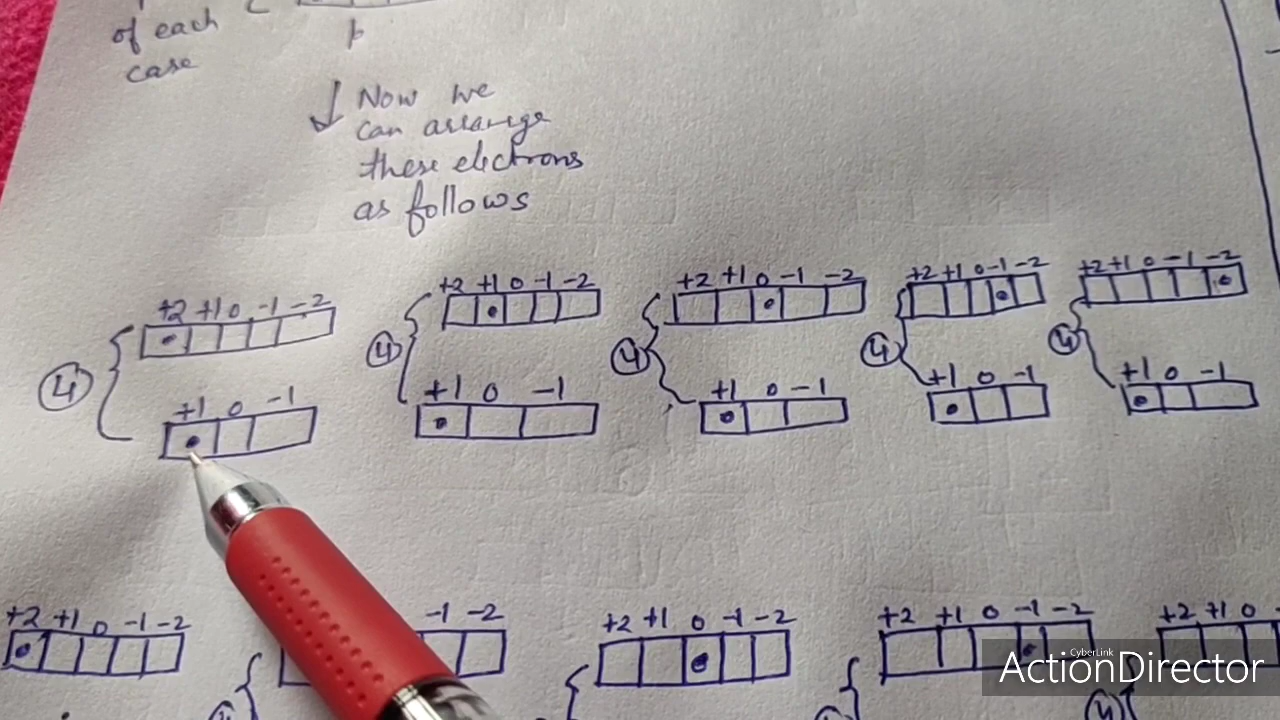 of each
case
p
↓ Now we
can arrange
these electrons
as follows
+2 +1 0 -1 -2
+2 +1 0 -1 -2
+2 +1 0 -1 -2
+2 +1 0 -1 -2
+2 +1 0 -1 -2
4
4
4
4
4
+1 0 -1
+1 0 -1
+1 0 -1
+1 0 -1
+1 0 -1
+2 +1 0 -1 -2
-1 -2
+2 +1 0 -1 -2
+2 +1 0 -1 -2
+2 +1 0
4
CyberLink
ActionDirector